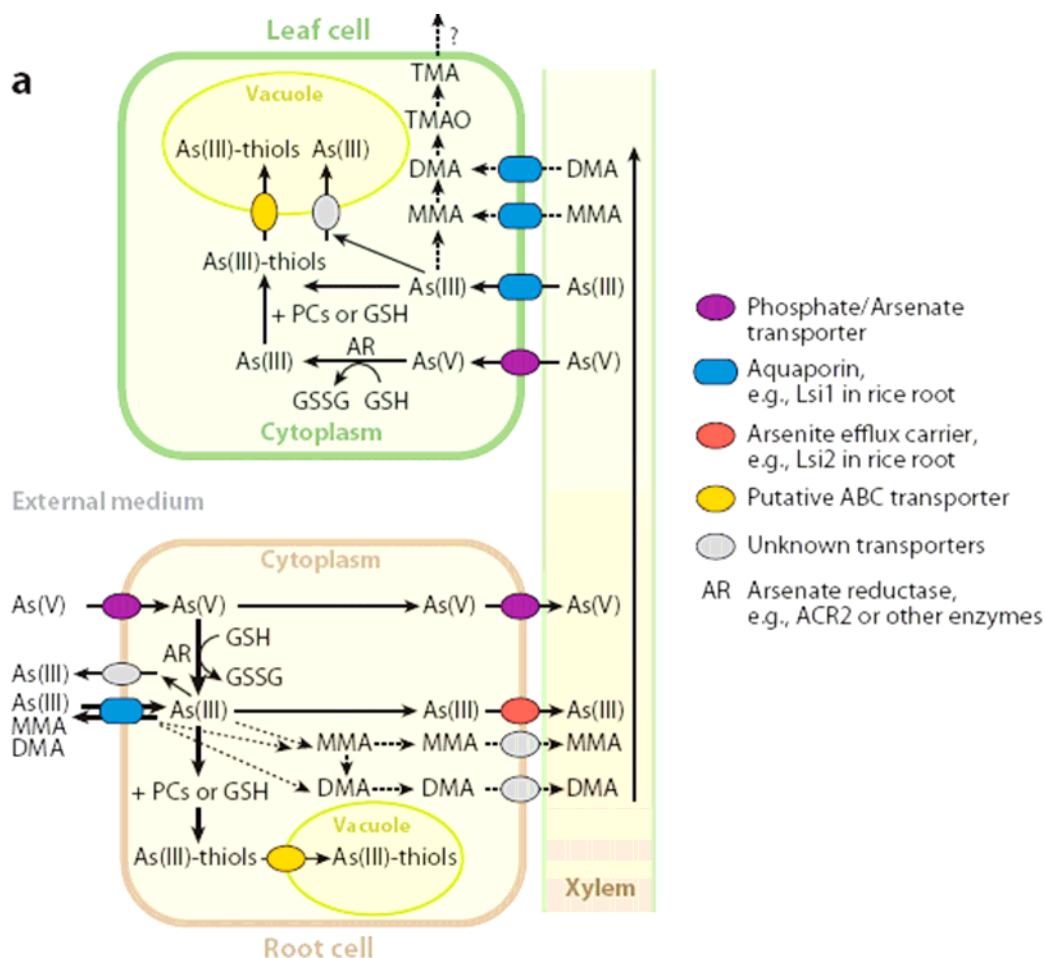 a
Leaf cell
?
TMA
Vacuole
TMAO
As(III)-thiols As(III)
DMA DMA
MMA MMA
As(III)-thiols
As(III) As(III)
+ PCs or GSH
AR
As(III) As(V) As(V)
GSSG GSH
Cytoplasm
External medium
Cytoplasm
As(V) As(V) As(V) As(V)
GSH
AR
GSSG
As(III)
As(III) As(III) As(III) As(III)
MMA
DMA
MMA MMA MMA
DMA DMA DMA
+ PCs or GSH
Vacuole
As(III)-thiols As(III)-thiols
Xylem
Root cell
Phosphate/Arsenate
transporter
Aquaporin,
e.g., Lsi1 in rice root
Arsenite efflux carrier,
e.g., Lsi2 in rice root
Putative ABC transporter
Unknown transporters
AR Arsenate reductase,
e.g., ACR2 or other enzymes